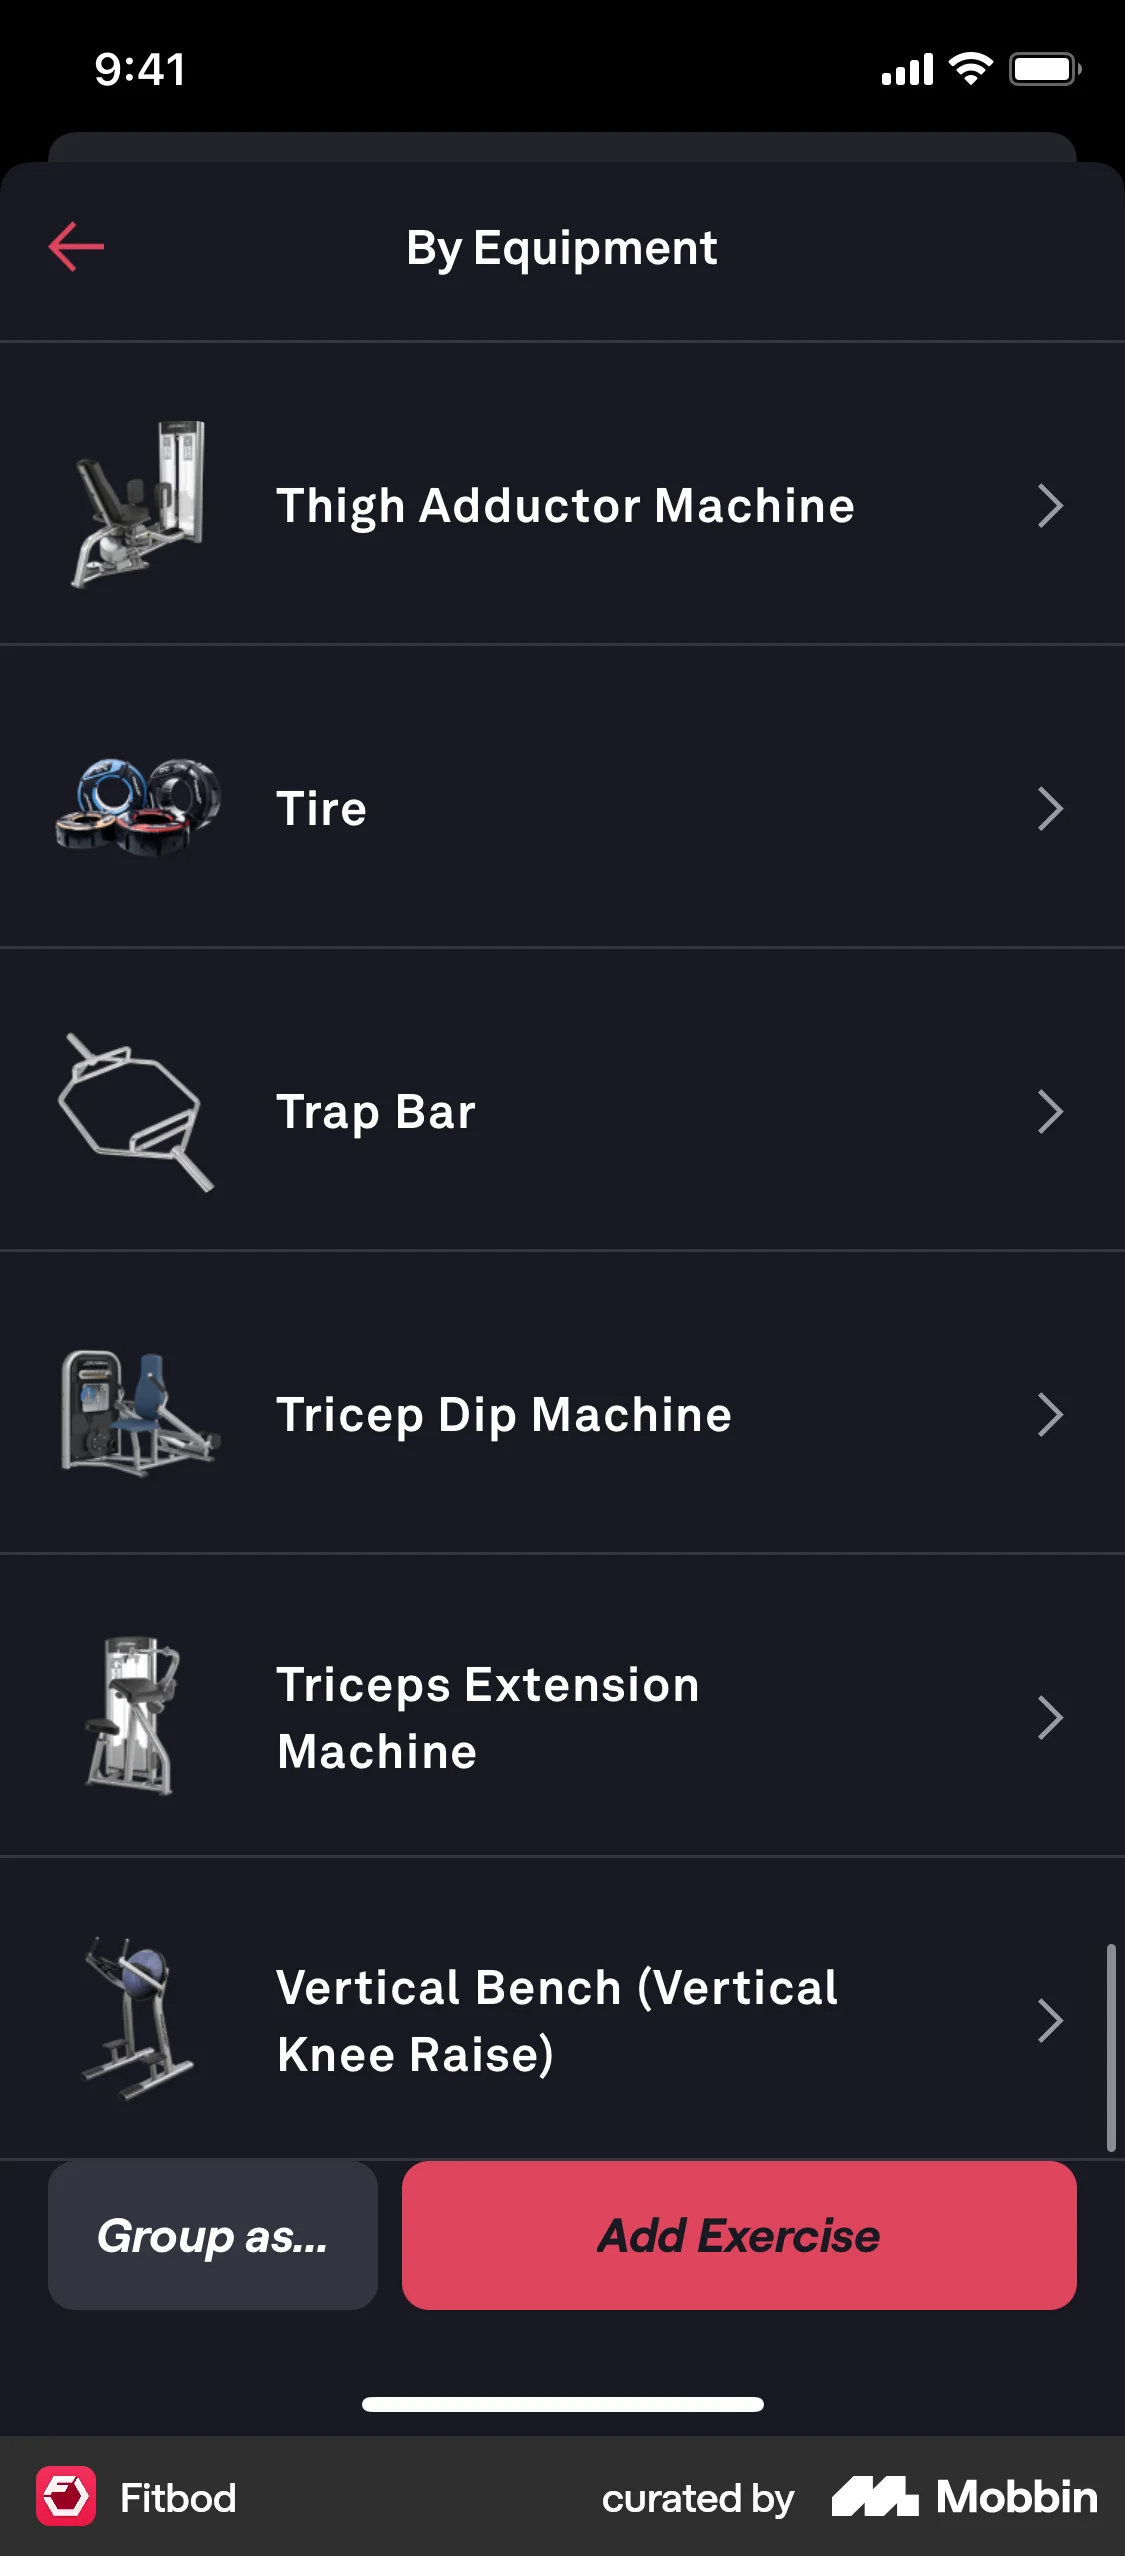 9:41
By Equipment
Thigh Adductor Machine
Tire
Trap Bar
Tricep Dip Machine
Triceps Extension
Machine
Vertical Bench (Vertical
Knee Raise)
Group as...
Add Exercise
Fitbod
curated by
Mobbin